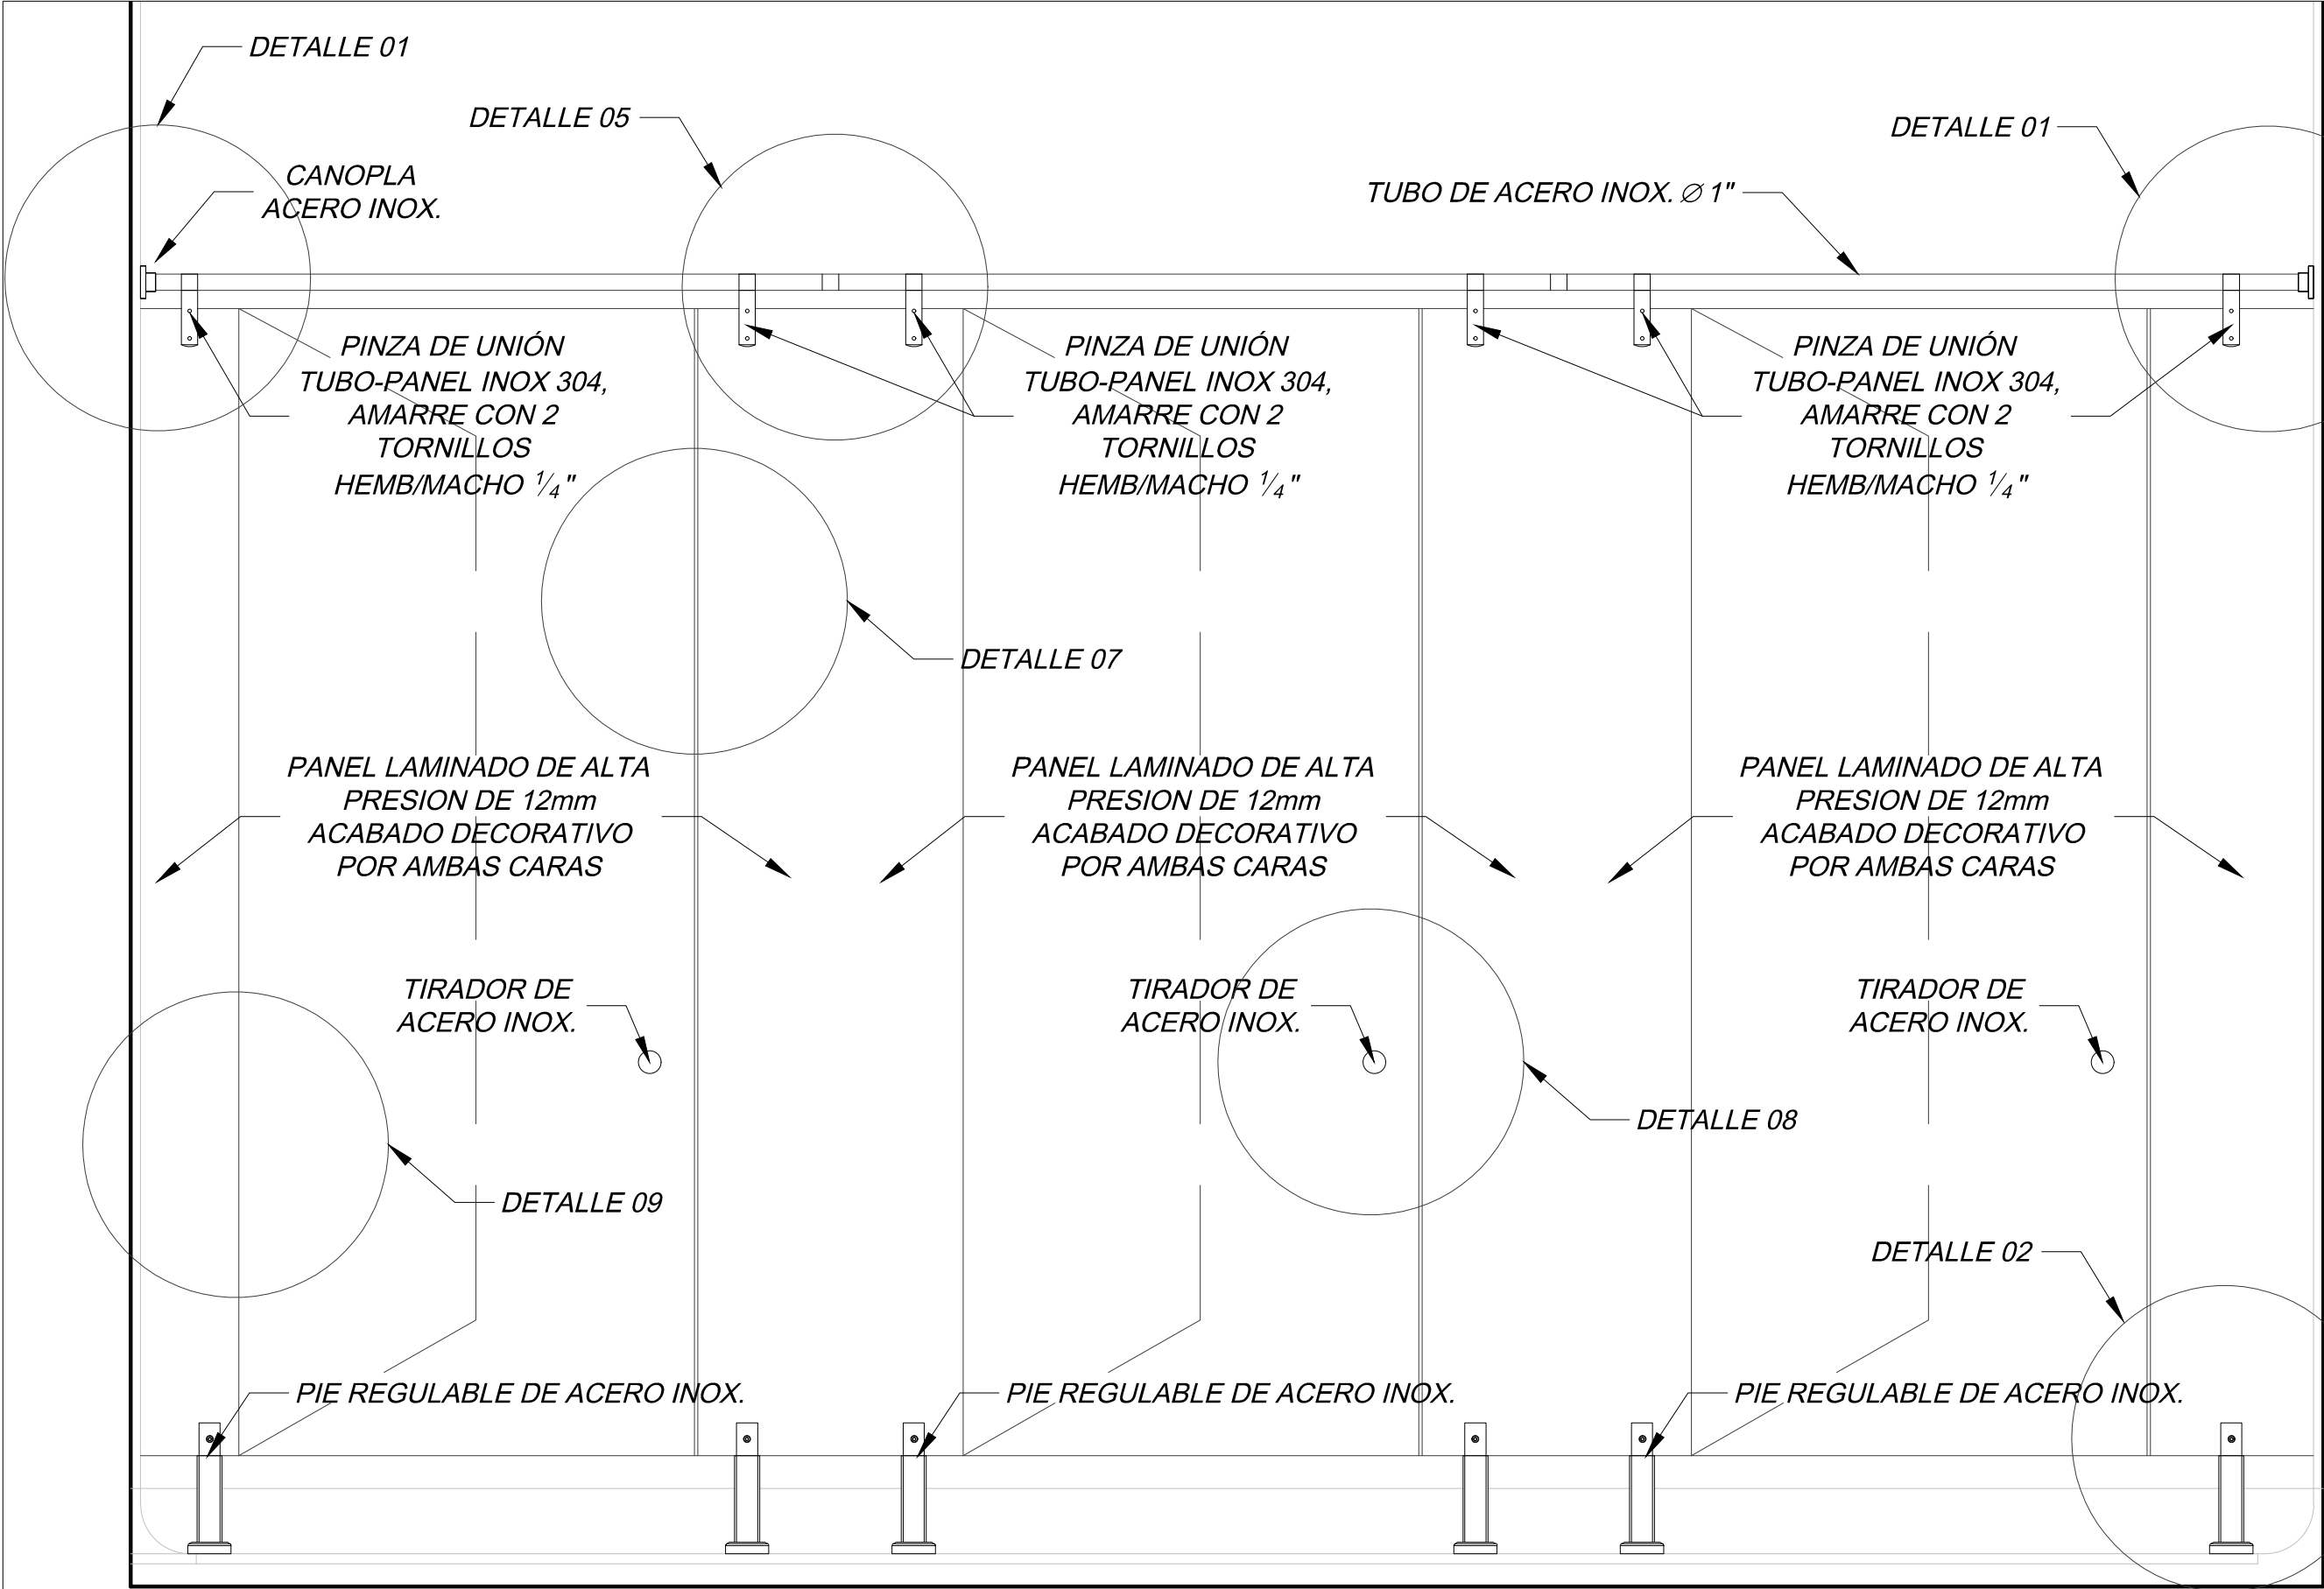 DETALLE 01
DETALLE 05
DETALLE 01
CANOPLA
ACERO INOX.
TUBO DE ACERO INOX. ∅ 1"
PINZA DE UNIÓN
TUBO-PANEL INOX 304,
AMARRE CON 2
TORNILLOS
HEMB/MACHO 1/4"
PINZA DE UNIÓN
TUBO-PANEL INOX 304,
AMARRE CON 2
TORNILLOS
HEMB/MACHO 1/4"
PINZA DE UNIÓN
TUBO-PANEL INOX 304,
AMARRE CON 2
TORNILLOS
HEMB/MACHO 1/4"
DETALLE 07
PANEL LAMINADO DE ALTA
PRESION DE 12mm
ACABADO DECORATIVO
POR AMBAS CARAS
PANEL LAMINADO DE ALTA
PRESION DE 12mm
ACABADO DECORATIVO
POR AMBAS CARAS
PANEL LAMINADO DE ALTA
PRESION DE 12mm
ACABADO DECORATIVO
POR AMBAS CARAS
TIRADOR DE
ACERO INOX.
TIRADOR DE
ACERO INOX.
TIRADOR DE
ACERO INOX.
DETALLE 08
DETALLE 09
DETALLE 02
PIE REGULABLE DE ACERO INOX.
PIE REGULABLE DE ACERO INOX.
PIE REGULABLE DE ACERO INOX.